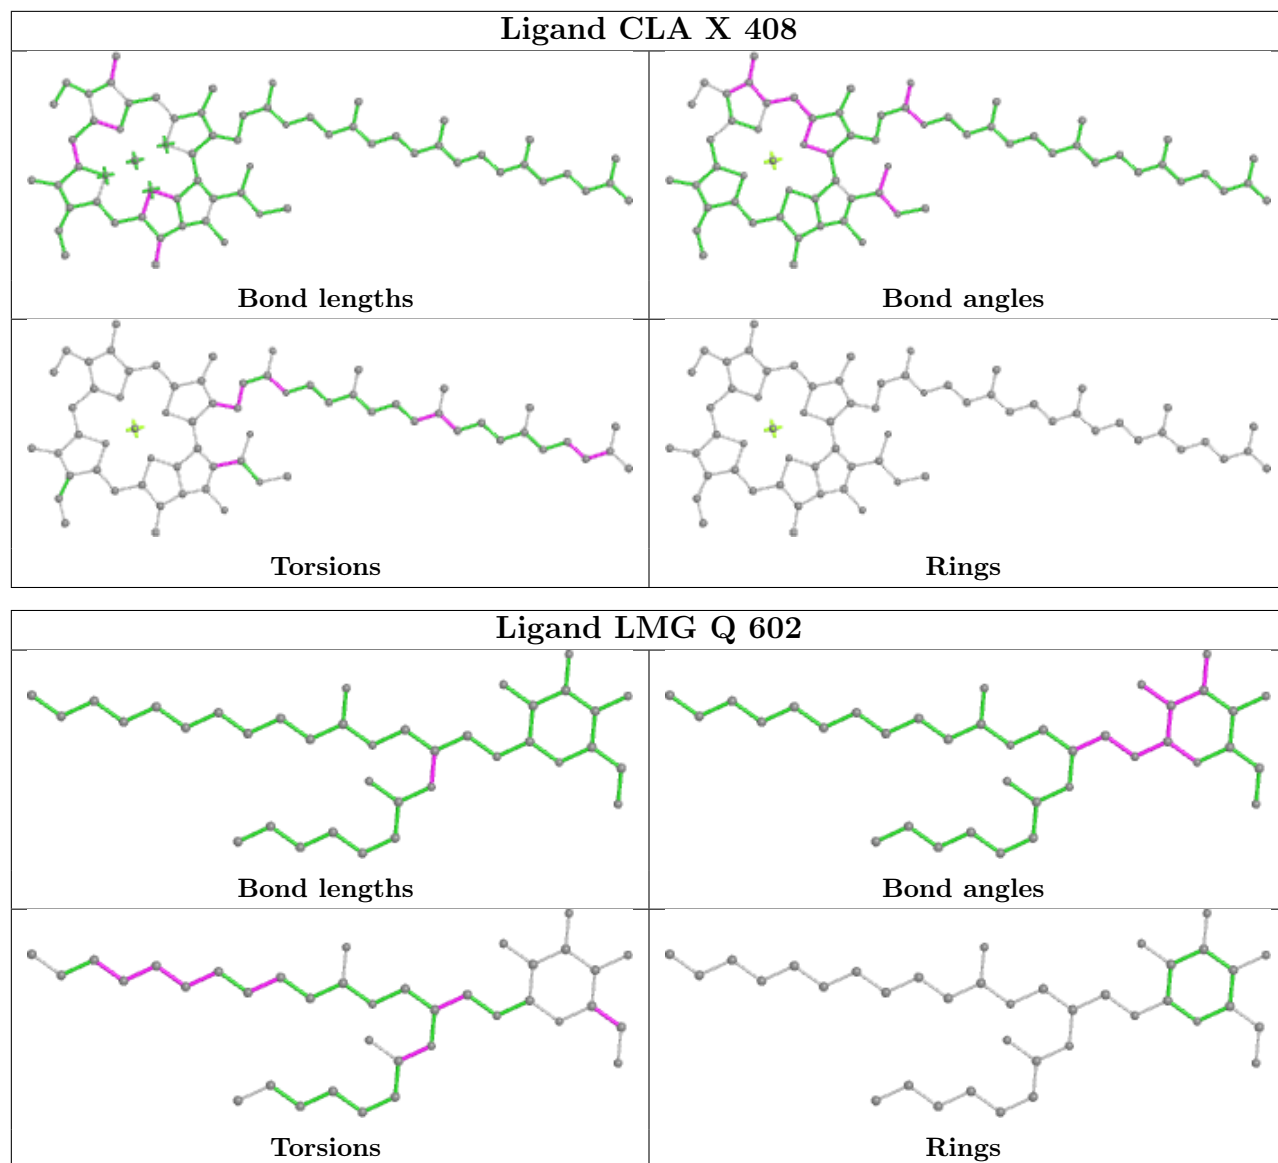 Ligand CLA X 408
Bond lengths
Bond angles
Torsions
Rings
Ligand LMG Q 602
Bond lengths
Bond angles
Torsions
Rings